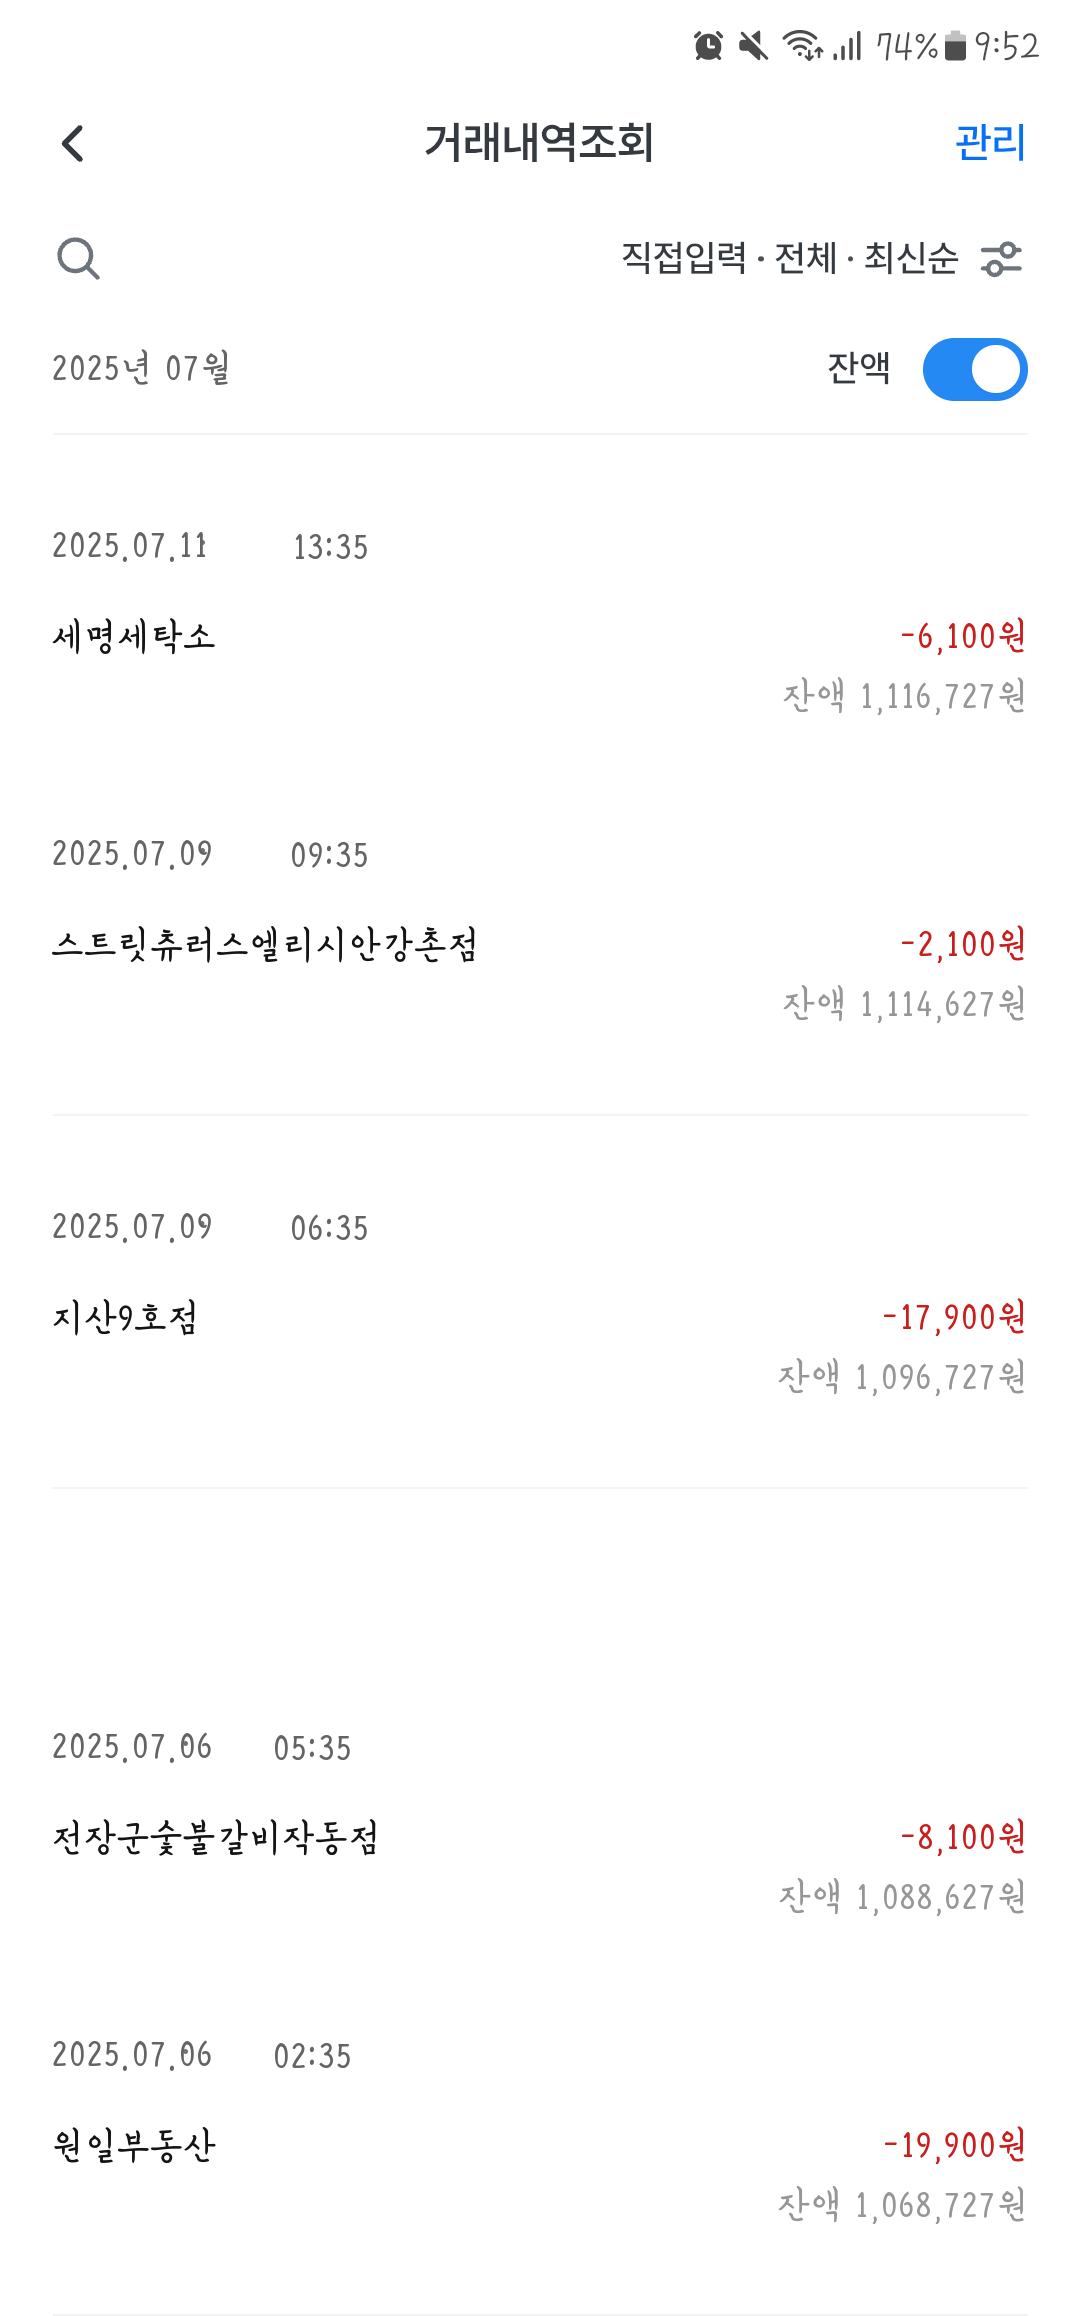 74% 9:52
거래내역조회 관리
직접입력 · 전체 · 최신순
2025년 07월 잔액
2025.07.11 13:35
세명세탁소 -6,100원
잔액 1,116,727원
2025.07.09 09:35
스트릿츄러스엘리시안강촌점 -2,100원
잔액 1,114,627원
2025.07.09 06:35
지산9호점 -17,900원
잔액 1,096,727원
2025.07.06 05:35
전장군숯불갈비작동점 -8,100원
잔액 1,088,627원
2025.07.06 02:35
원일부동산 -19,900원
잔액 1,068,727원